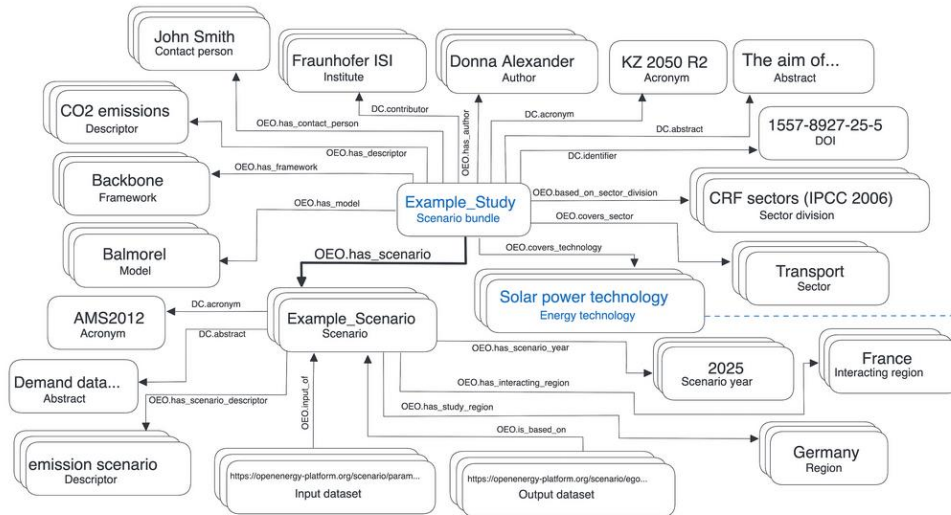 John Smith
Contact person
Fraunhofer ISI
Institute
Donna Alexander
Author
KZ 2050 R2
Acronym
The aim of...
Abstract
CO2 emissions
Descriptor
DC.contributor
OEO.has_author
DC.acronym
DC.abstract
1557-8927-25-5
DOI
OEO.has_contact_person
OEO.has_descriptor
DC.identifier
Backbone
Framework
OEO.has_framework
Example_Study
Scenario bundle
OEO.based_on_sector_division
CRF sectors (IPCC 2006)
Sector division
OEO.has_model
OEO.covers_sector
Balmorel
Model
OEO.has_scenario
OEO.covers_technology
Transport
Sector
Solar power technology
Energy technology
AMS2012
Acronym
DC.acronym
DC.abstract
Example_Scenario
Scenario
OEO.has_scenario_year
2025
Scenario year
France
Interacting region
Demand data...
Abstract
OEO.has_scenario_descriptor
OEO.input_of
OEO.has_interacting_region
OEO.has_study_region
OEO.is_based_on
emission scenario
Descriptor
https://openenergy-platform.org/scenario/param...
Input dataset
https://openenergy-platform.org/scenario/ego...
Output dataset
Germany
Region